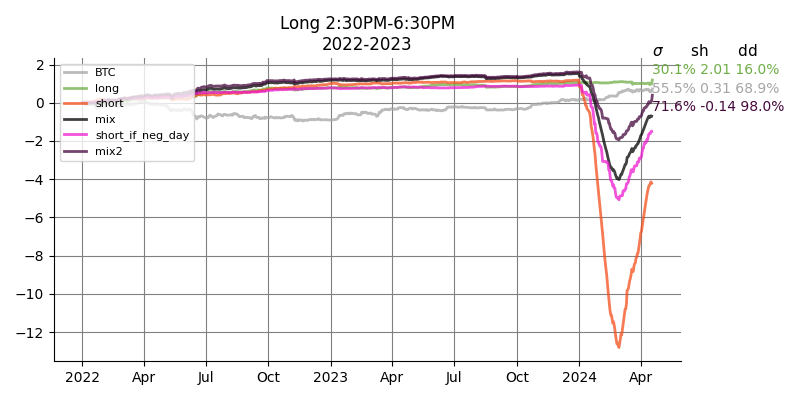 Long 2:30PM-6:30PM
2022-2023
σ sh dd
30.1% 2.01 16.0%
55.5% 0.31 68.9%
71.6% -0.14 98.0%
BTC
long
short
mix
short_if_neg_day
mix2
2
0
−2
−4
−6
−8
−10
−12
2022 Apr Jul Oct 2023 Apr Jul Oct 2024 Apr